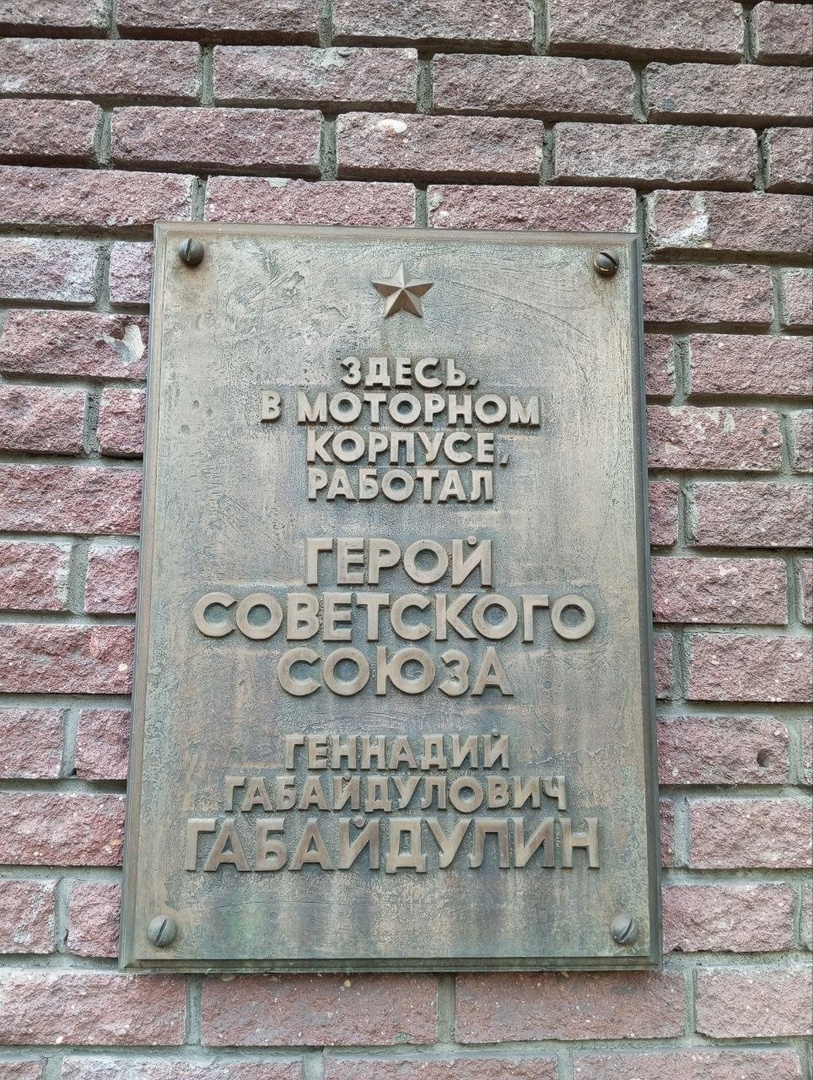 ЗДЕСЬ,
В МОТОРНОМ
КОРПУСЕ,
РАБОТАЛ
ГЕРОЙ
СОВЕТСКОГО
СОЮЗА
ГЕННАДИЙ
ГАБАЙДУЛОВИЧ
ГАБАЙДУЛИН